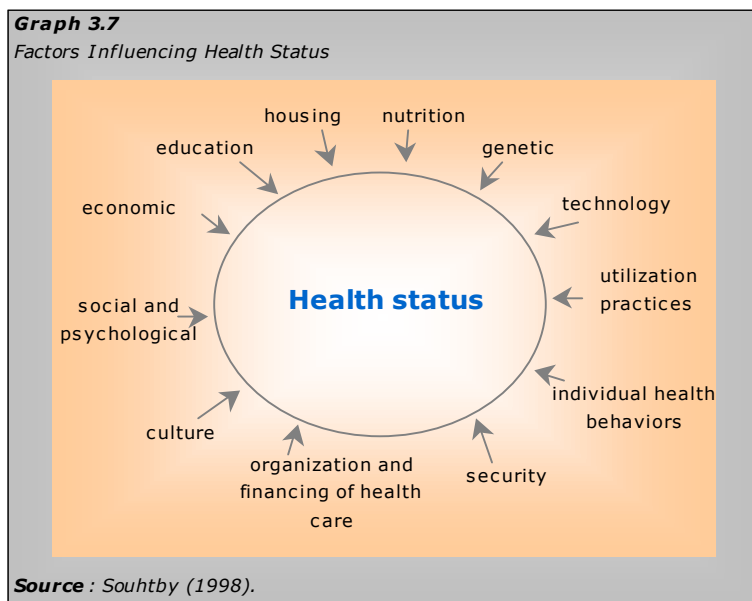 Graph 3.7
Factors Influencing Health Status
housing
nutrition
education
genetic
economic
technology
utilization
practices
Health status
social and
psychological
individual health
behaviors
culture
organization and
financing of health
care
security
Source : Souhtby (1998).